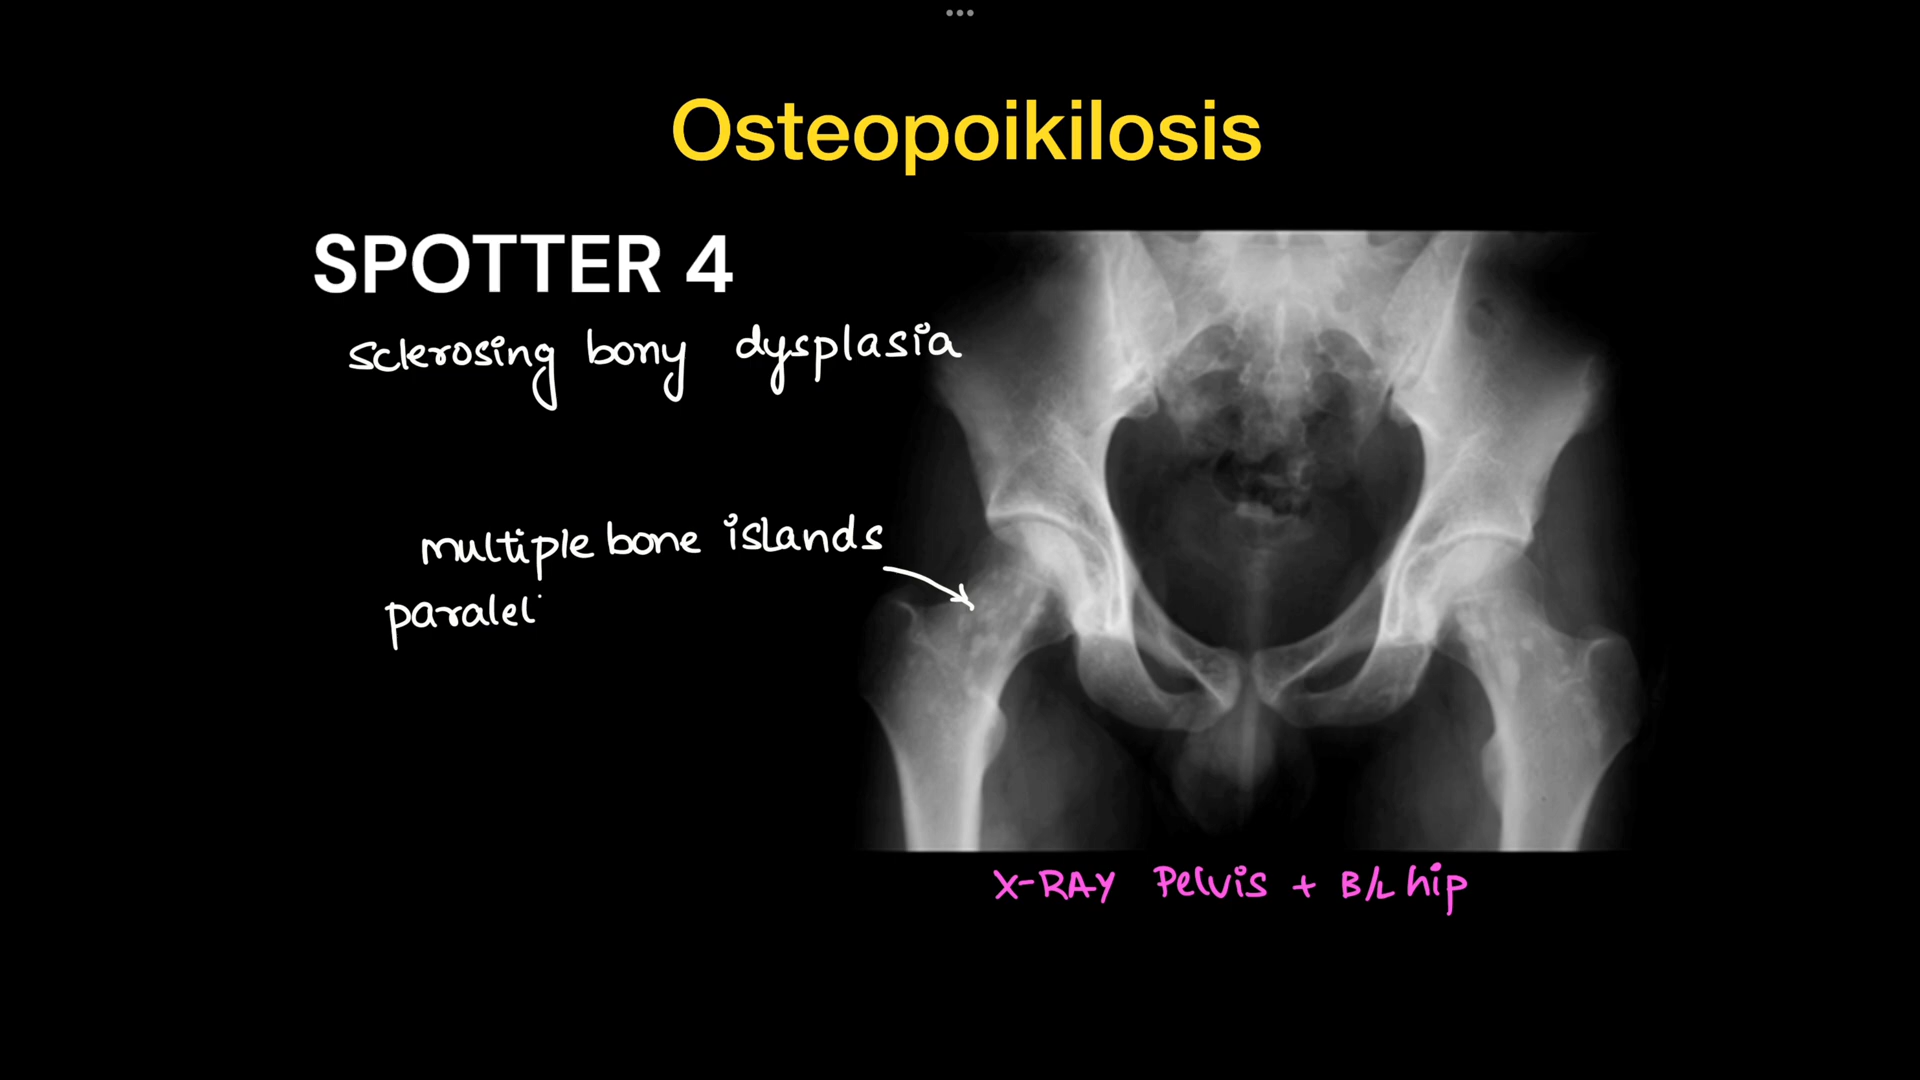 Osteopoikilosis
SPOTTER 4
sclerosing bony dysplasia
multiple bone islands
paralel
X-RAY Pelvis + B/L hip